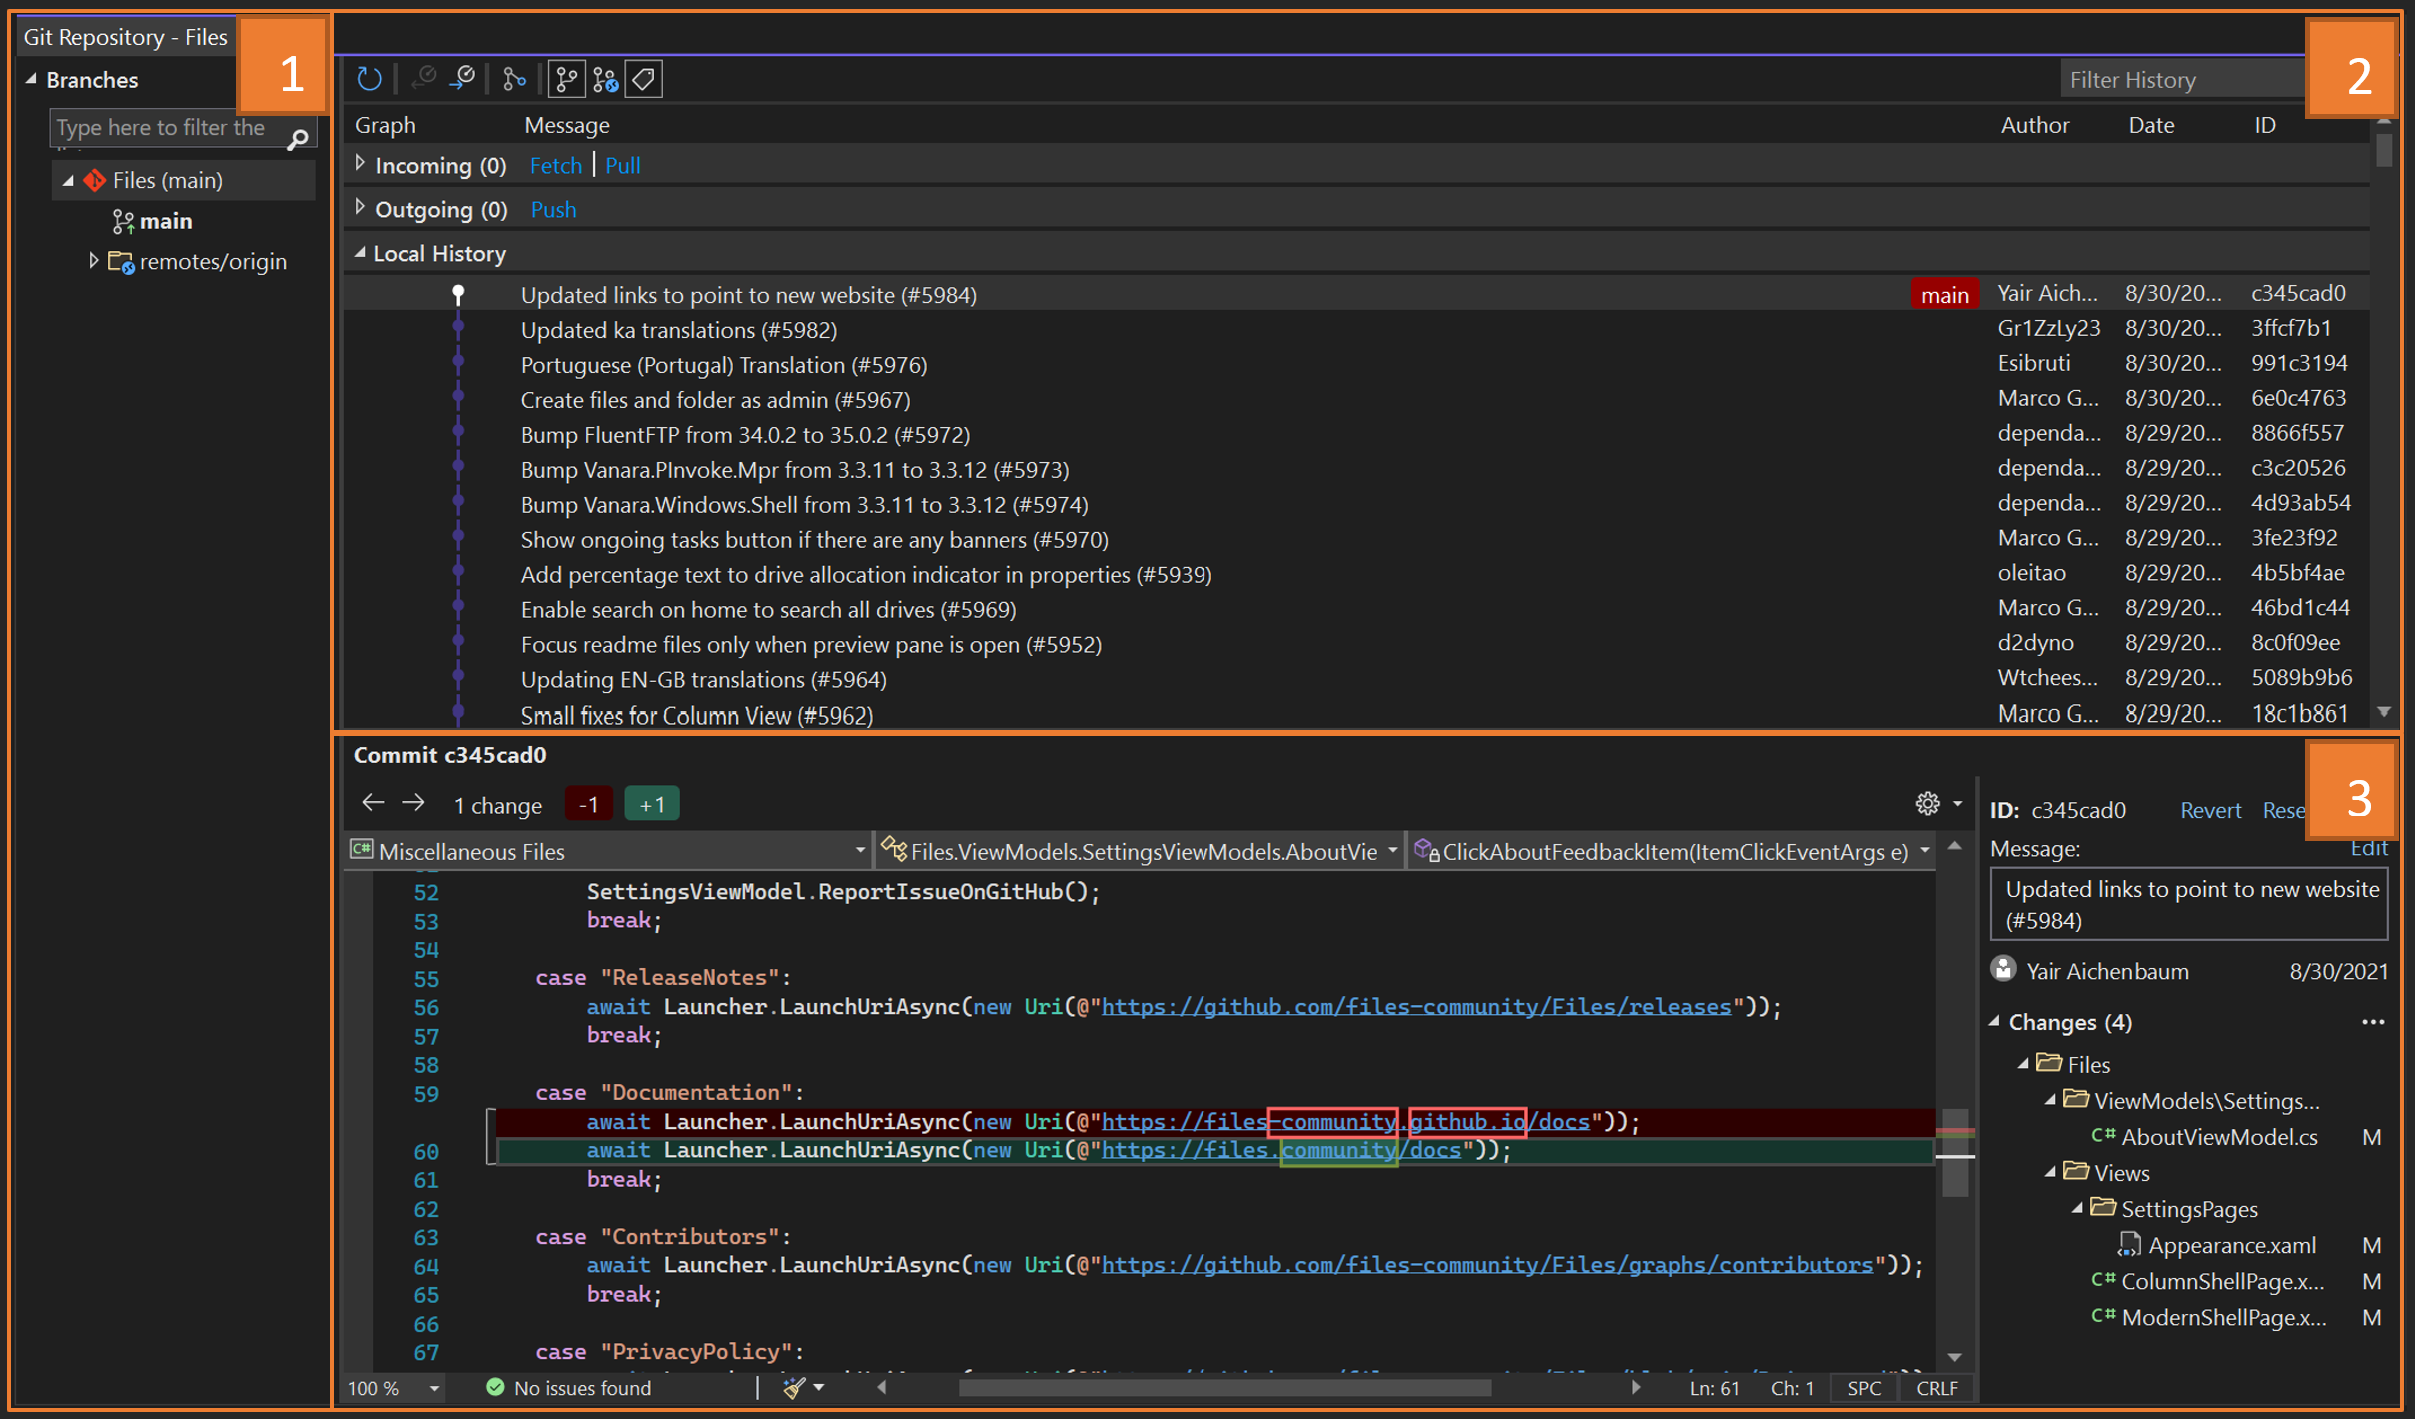 Git Repository - Files
1
Branches
Type here to filter the
Files (main)
main
remotes/origin
2
Filter History
Graph Message Author Date ID
Incoming (0) Fetch | Pull
Outgoing (0) Push
Local History
Updated links to point to new website (#5984) main Yair Aich... 8/30/20... c345cad0
Updated ka translations (#5982) Gr1ZzLy23 8/30/20... 3ffcf7b1
Portuguese (Portugal) Translation (#5976) Esibruti 8/30/20... 991c3194
Create files and folder as admin (#5967) Marco G... 8/30/20... 6e0c4763
Bump FluentFTP from 34.0.2 to 35.0.2 (#5972) dependa... 8/29/20... 8866f557
Bump Vanara.PInvoke.Mpr from 3.3.11 to 3.3.12 (#5973) dependa... 8/29/20... c3c20526
Bump Vanara.Windows.Shell from 3.3.11 to 3.3.12 (#5974) dependa... 8/29/20... 4d93ab54
Show ongoing tasks button if there are any banners (#5970) Marco G... 8/29/20... 3fe23f92
Add percentage text to drive allocation indicator in properties (#5939) oleitao 8/29/20... 4b5bf4ae
Enable search on home to search all drives (#5969) Marco G... 8/29/20... 46bd1c44
Focus readme files only when preview pane is open (#5952) d2dyno 8/29/20... 8c0f09ee
Updating EN-GB translations (#5964) Wtchees... 8/29/20... 5089b9b6
Small fixes for Column View (#5962) Marco G... 8/29/20... 18c1b861
Commit c345cad0
1 change -1 +1
C# Miscellaneous Files Files.ViewModels.SettingsViewModels.AboutVie ClickAboutFeedbackItem(ItemClickEventArgs e)
52 SettingsViewModel.ReportIssueOnGitHub();
53 break;
54
55 case "ReleaseNotes":
56 await Launcher.LaunchUriAsync(new Uri(@"https://github.com/files-community/Files/releases"));
57 break;
58
59 case "Documentation":
await Launcher.LaunchUriAsync(new Uri(@"https://files-community.github.io/docs"));
60 await Launcher.LaunchUriAsync(new Uri(@"https://files.community/docs"));
61 break;
62
63 case "Contributors":
64 await Launcher.LaunchUriAsync(new Uri(@"https://github.com/files-community/Files/graphs/contributors"));
65 break;
66
67 case "PrivacyPolicy":
100 % No issues found Ln: 61 Ch: 1 SPC CRLF
3
ID: c345cad0 Revert Rese
Message: Edit
Updated links to point to new website
(#5984)
Yair Aichenbaum 8/30/2021
Changes (4) ...
Files
ViewModels\Settings...
C# AboutViewModel.cs M
Views
SettingsPages
Appearance.xaml M
C# ColumnShellPage.x... M
C# ModernShellPage.x... M